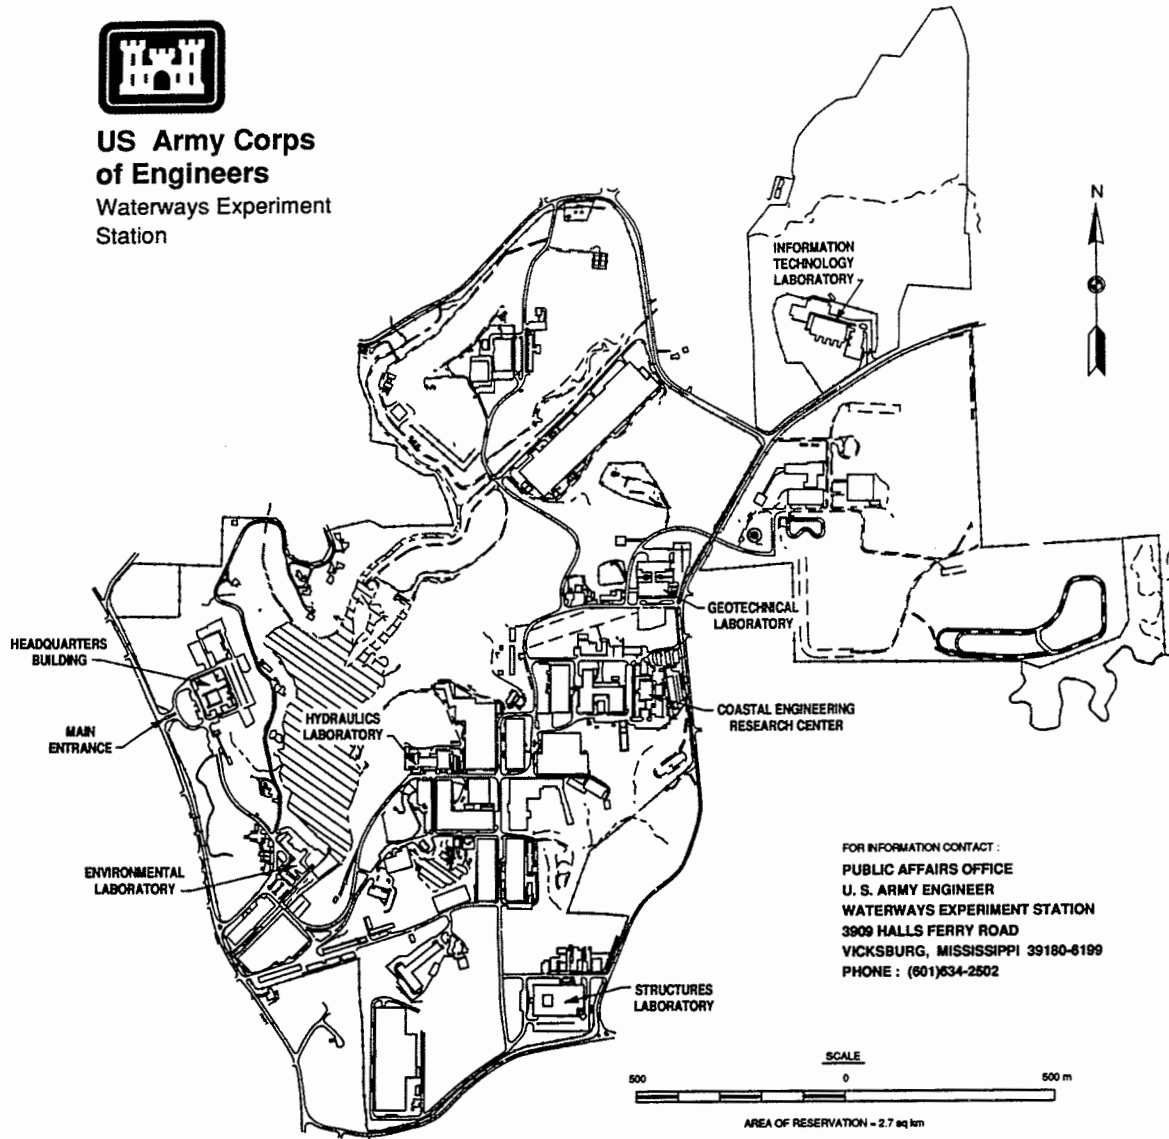 US Army Corps
of Engineers
Waterways Experiment
Station
N
INFORMATION
TECHNOLOGY
LABORATORY
GEOTECHNICAL
LABORATORY
HEADQUARTERS
BUILDING
MAIN
ENTRANCE
HYDRAULICS
LABORATORY
COASTAL ENGINEERING
RESEARCH CENTER
ENVIRONMENTAL
LABORATORY
STRUCTURES
LABORATORY
FOR INFORMATION CONTACT :
PUBLIC AFFAIRS OFFICE
U. S. ARMY ENGINEER
WATERWAYS EXPERIMENT STATION
3909 HALLS FERRY ROAD
VICKSBURG, MISSISSIPPI 39180-6199
PHONE : (601)634-2502
SCALE
500 0 500 m
AREA OF RESERVATION = 2.7 sq km